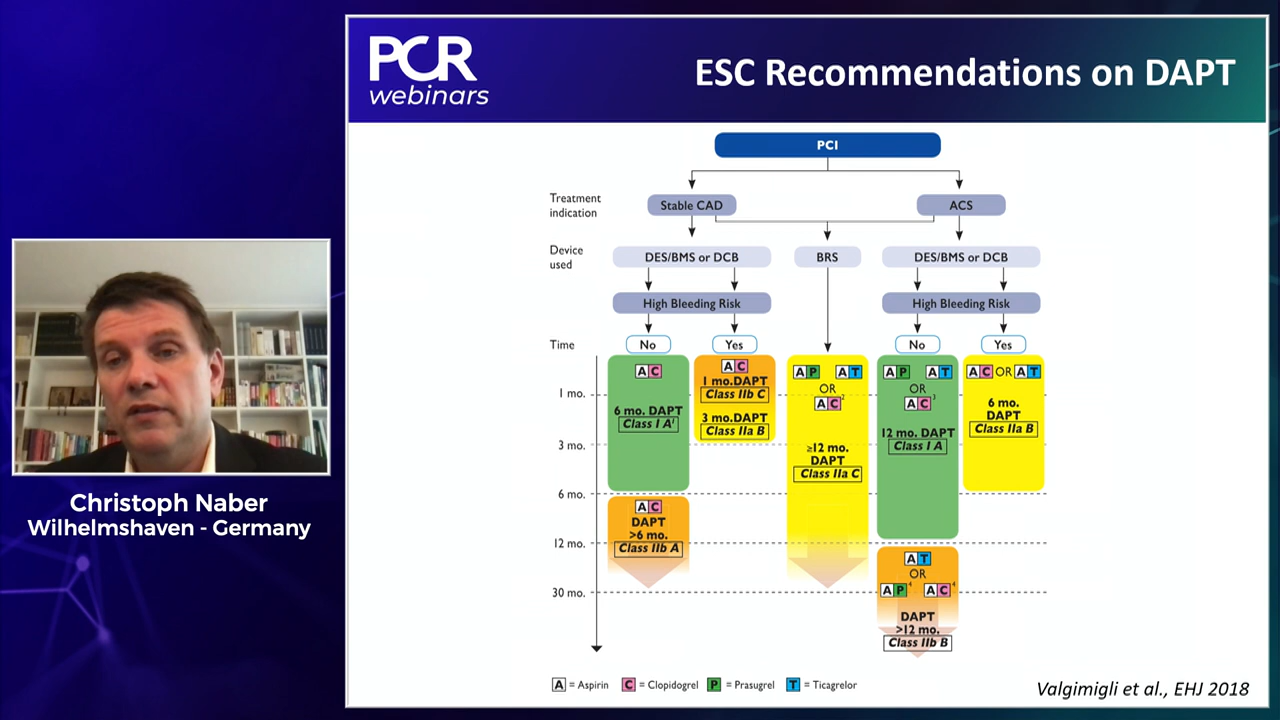 PCR
webinars
ESC Recommendations on DAPT
Christoph Naber
Wilhelmshaven - Germany
PCI
Treatment
indication
Stable CAD
ACS
Device
used
DES/BMS or DCB
BRS
DES/BMS or DCB
High Bleeding Risk
High Bleeding Risk
Time
No
Yes
No
Yes
1 mo.
3 mo.
6 mo.
12 mo.
30 mo.
A C
6 mo. DAPT
Class I A¹
A C
DAPT
>6 mo.
Class IIb A
A C
1 mo.DAPT
Class IIb C
3 mo.DAPT
Class IIa B
A P A T
OR
A C ²
≥12 mo.
DAPT
Class IIa C
A P A T
OR
A C ³
12 mo. DAPT
Class I A
A T
OR
A P ⁴ A C ⁴
DAPT
>12 mo.
Class IIb B
A C OR A T
6 mo.
DAPT
Class IIa B
A = Aspirin C = Clopidogrel P = Prasugrel T = Ticagrelor
Valgimigli et al., EHJ 2018